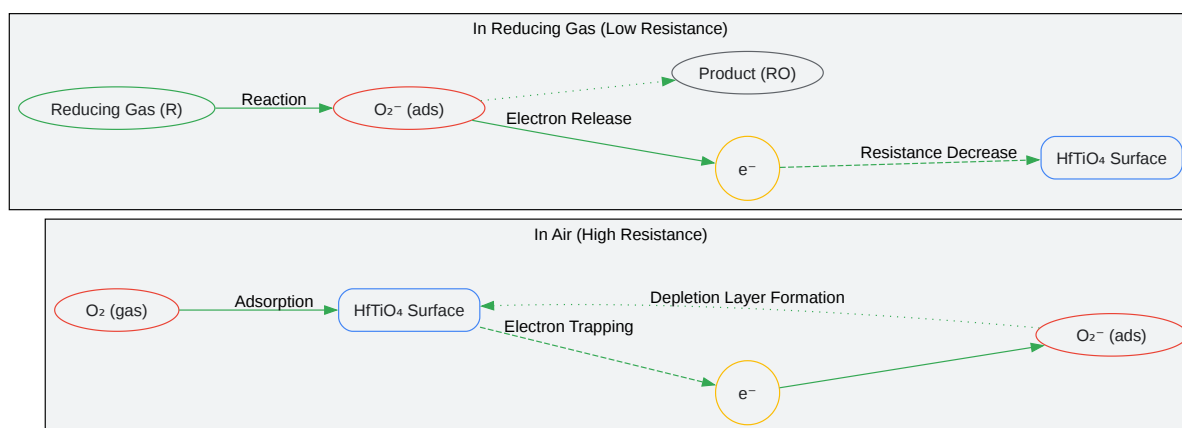 In Reducing Gas (Low Resistance)
Product (RO)
Reducing Gas (R)
Reaction
O₂⁻ (ads)
Electron Release
e⁻
Resistance Decrease
HfTiO₄ Surface
In Air (High Resistance)
O₂ (gas)
Adsorption
HfTiO₄ Surface
Depletion Layer Formation
Electron Trapping
e⁻
O₂⁻ (ads)